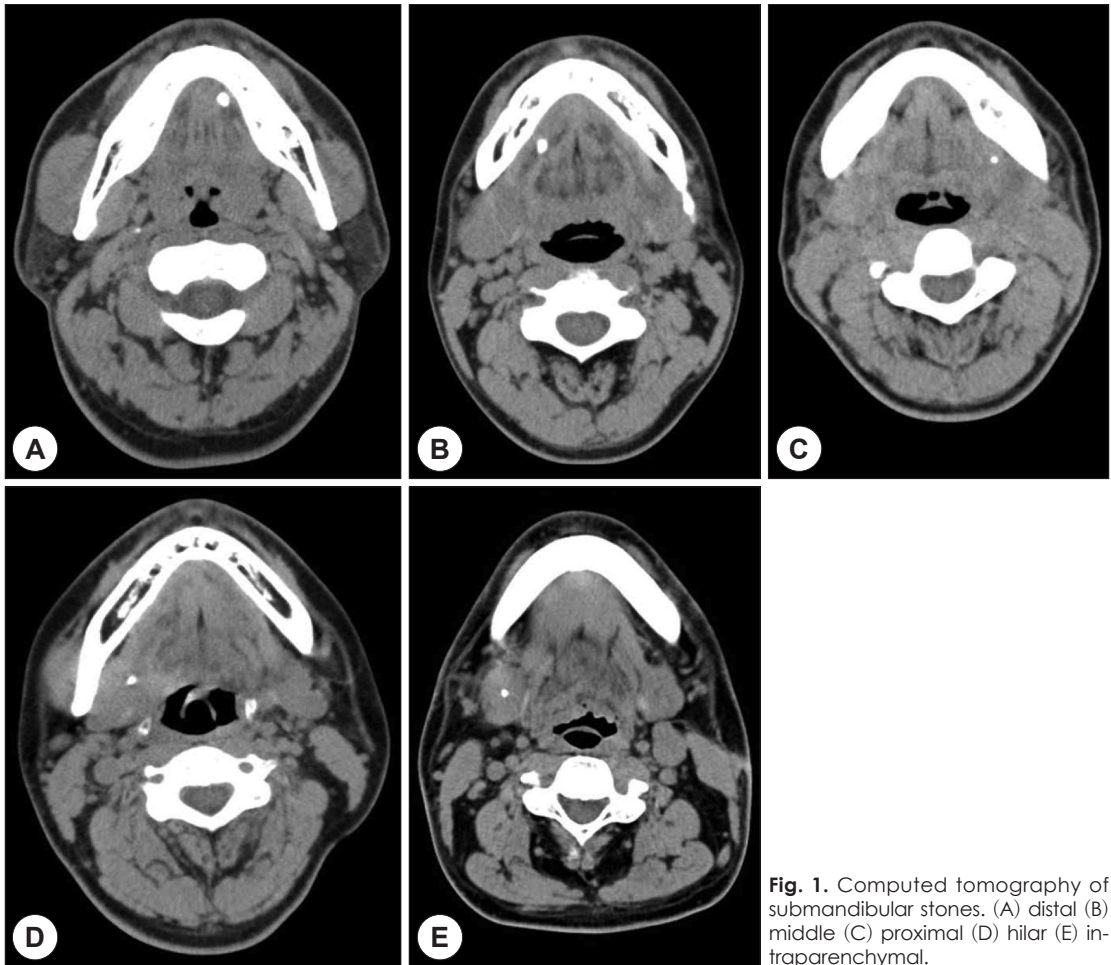 A
B
C
D
E
Fig. 1. Computed tomography of
submandibular stones. (A) distal (B)
middle (C) proximal (D) hilar (E) in-
traparenchymal.